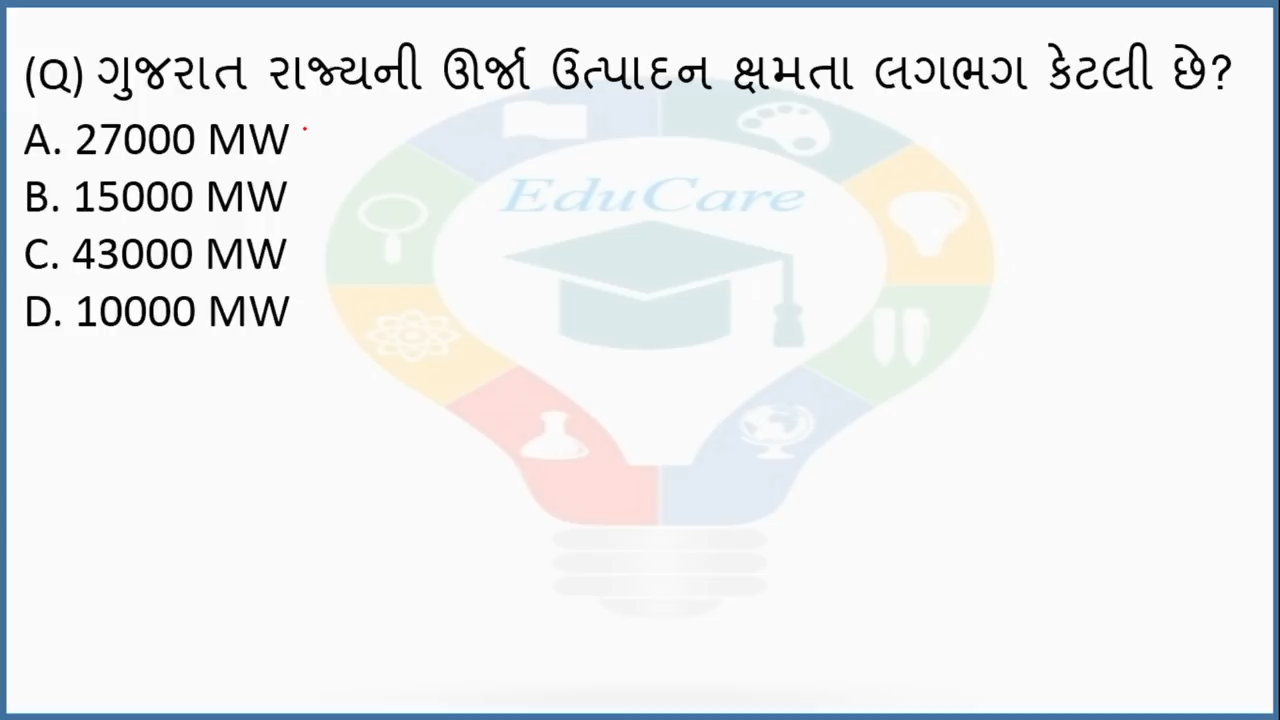 (Q) ગુજરાત રાજ્યની ઊર્જા ઉત્પાદન ક્ષમતા લગભગ કેટલી છે?
A. 27000 MW
B. 15000 MW
C. 43000 MW
D. 10000 MW
EduCare